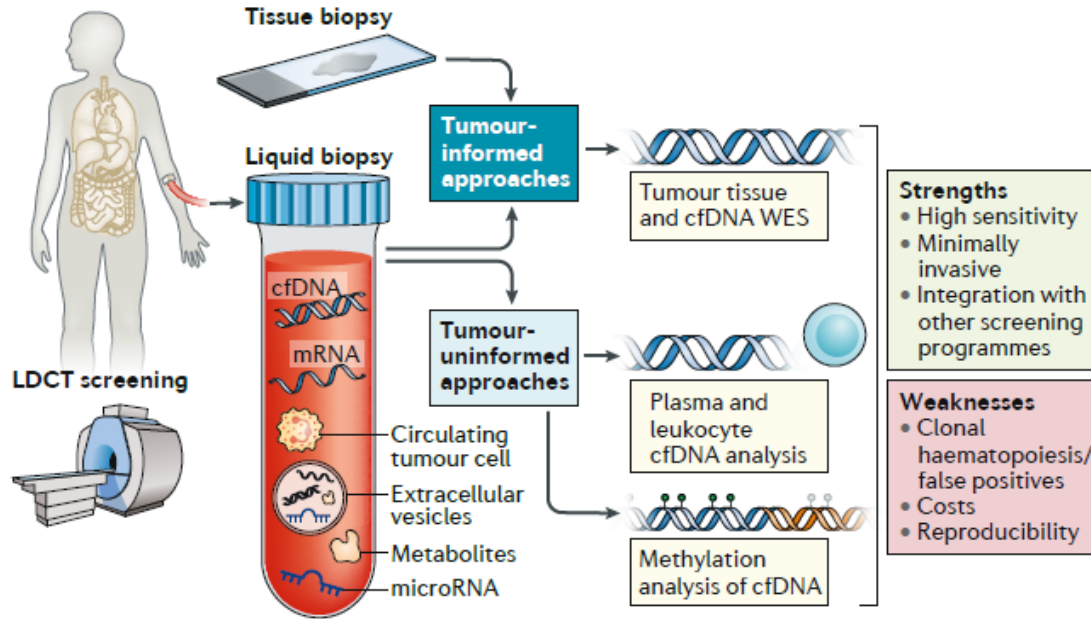 Tissue biopsy
Liquid biopsy
LDCT screening
cfDNA
mRNA
Circulating
tumour cell
Extracellular
vesicles
Metabolites
microRNA
Tumour-
informed
approaches
Tumour-
uninformed
approaches
Tumour tissue
and cfDNA WES
Plasma and
leukocyte
cfDNA analysis
Methylation
analysis of cfDNA
Strengths
• High sensitivity
• Minimally
invasive
• Integration with
other screening
programmes
Weaknesses
• Clonal
haematopoiesis/
false positives
• Costs
• Reproducibility